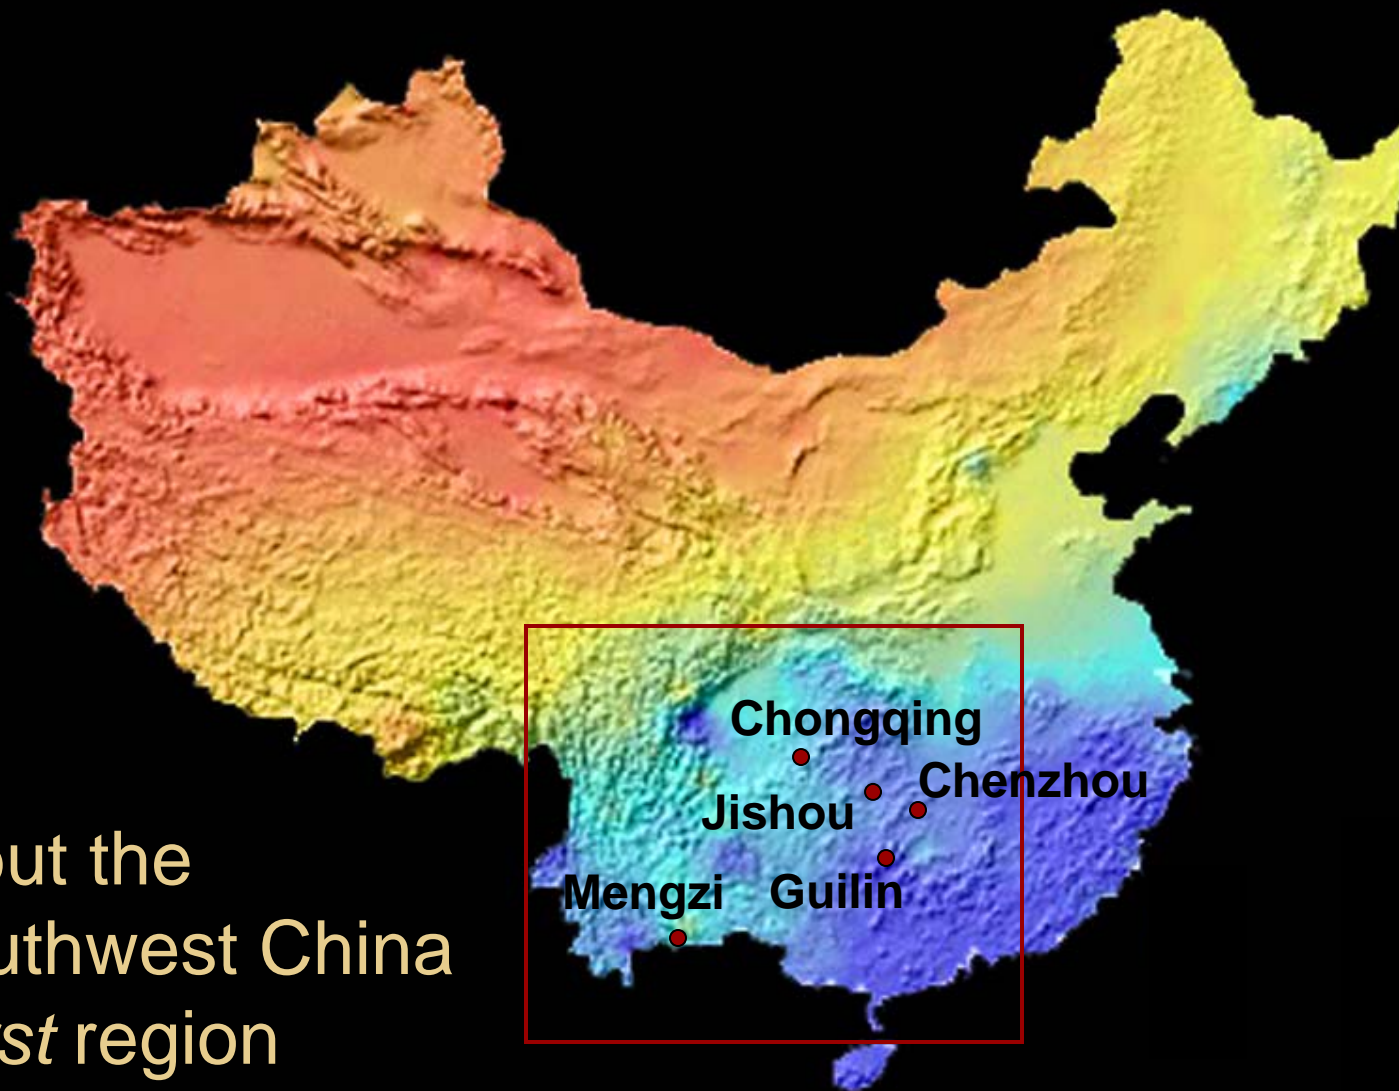 Chongqing
Chenzhou
Jishou
Mengzi Guilin
out the
uthwest China
st region